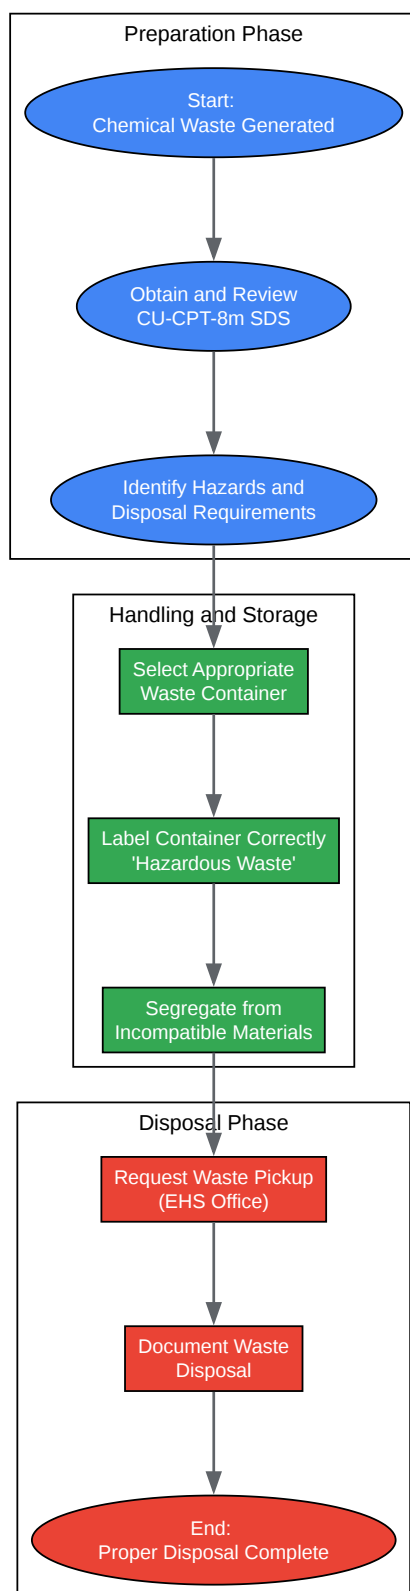 Preparation Phase
Start:
Chemical Waste Generated
Obtain and Review
CU-CPT-8m SDS
Identify Hazards and
Disposal Requirements
Handling and Storage
Select Appropriate
Waste Container
Label Container Correctly
'Hazardous Waste'
Segregate from
Incompatible Materials
Disposal Phase
Request Waste Pickup
(EHS Office)
Document Waste
Disposal
End:
Proper Disposal Complete